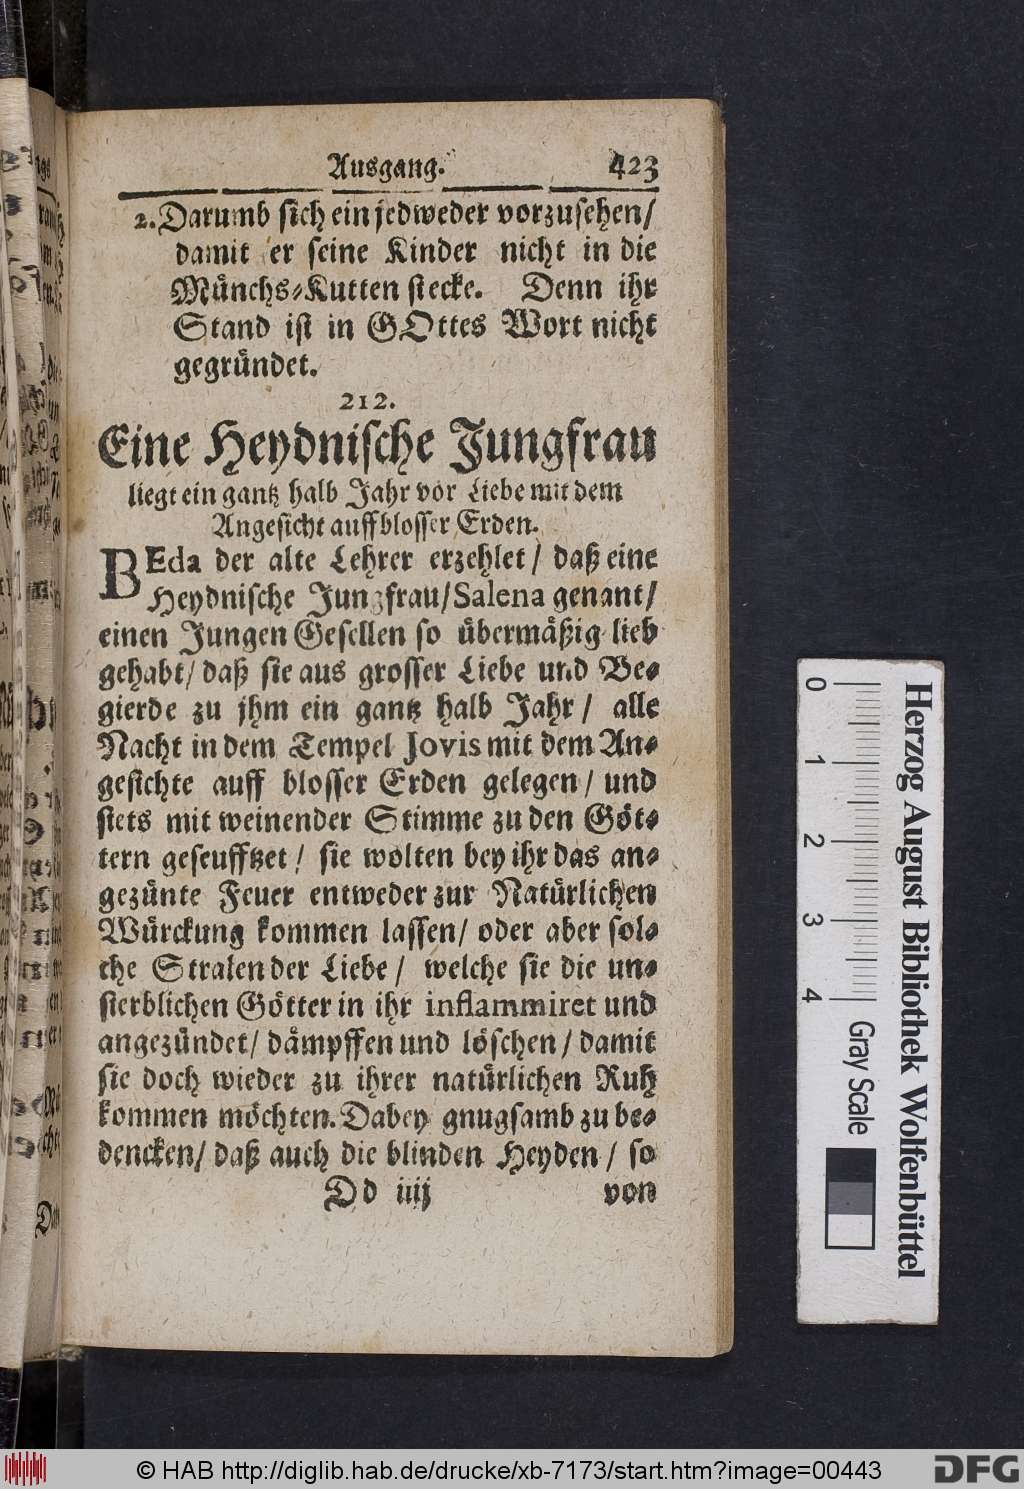 Ausgang. 423
2. Darumb sich ein jedweder vorzusehen/
damit er seine Kinder nicht in die
Münchs-Kutten stecke. Denn ihr
Stand ist in GOttes Wort nicht
gegründet.
212.
Eine Heydnische Jungfrau
liegt ein gantz halb Jahr vor Liebe mit dem
Angesicht auff blosser Erden.
BEda der alte Lehrer erzehlet/ daß eine
Heydnische Jungfrau/ Salena genant/
einen Jungen Gesellen so übermäßig lieb
gehabt/ daß sie aus grosser Liebe und Be-
gierde zu jhm ein gantz halb Jahr/ alle
Nacht in dem Tempel Jovis mit dem An-
gesichte auff blosser Erden gelegen/ und
stets mit weinender Stimme zu den Göt-
tern geseufftzet/ sie wolten bey ihr das an-
gezünte Feuer entweder zur Natürlichen
Würckung kommen lassen/ oder aber sol-
che Stralen der Liebe/ welche sie die un-
sterblichen Götter in ihr inflammiret und
angezündet/ dämpffen und löschen/ damit
sie doch wieder zu ihrer natürlichen Ruh
kommen möchten. Dabey gnugsamb zu be-
dencken/ daß auch die blinden Heyden/ so
Dd iiij von
0 1 2 3 4
Gray Scale
Herzog August Bibliothek Wolfenbüttel
© HAB http://diglib.hab.de/drucke/xb-7173/start.htm?image=00443
DFG